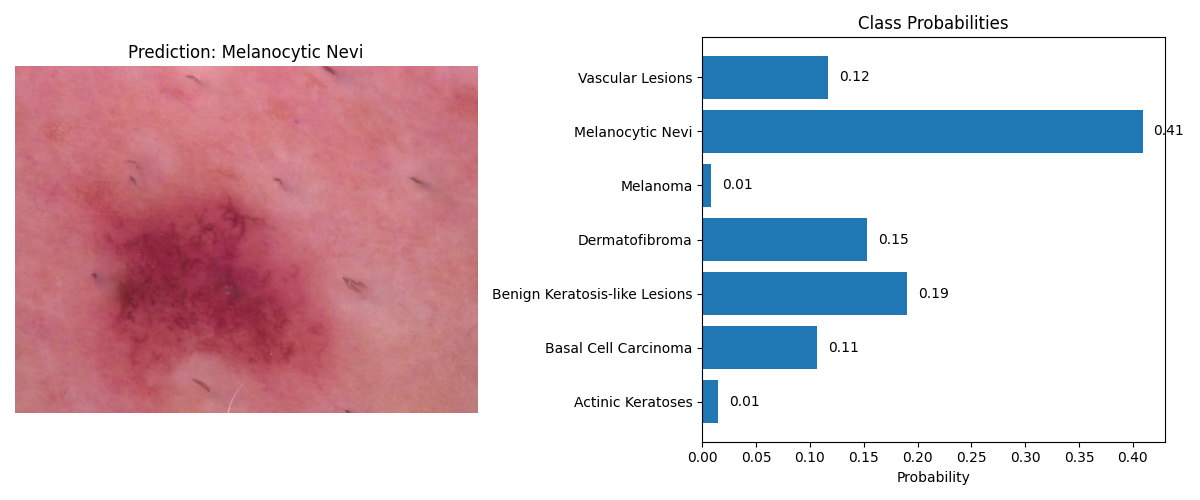 Prediction: Melanocytic Nevi
Class Probabilities
Vascular Lesions
0.12
Melanocytic Nevi
0.41
Melanoma
0.01
Dermatofibroma
0.15
Benign Keratosis-like Lesions
0.19
Basal Cell Carcinoma
0.11
Actinic Keratoses
0.01
0.00 0.05 0.10 0.15 0.20 0.25 0.30 0.35 0.40
Probability